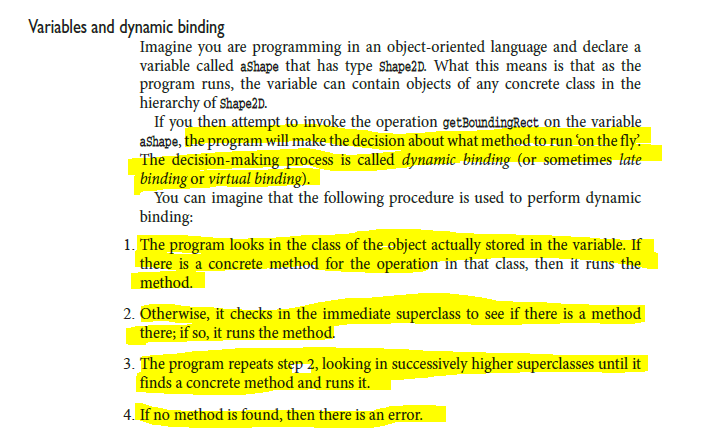 Variables and dynamic binding
Imagine you are programming in an object-oriented language and declare a
variable called aShape that has type Shape2D. What this means is that as the
program runs, the variable can contain objects of any concrete class in the
hierarchy of Shape2D.
If you then attempt to invoke the operation getBoundingRect on the variable
aShape, the program will make the decision about what method to run ‘on the fly’.
The decision-making process is called dynamic binding (or sometimes late
binding or virtual binding).
You can imagine that the following procedure is used to perform dynamic
binding:
1. The program looks in the class of the object actually stored in the variable. If
there is a concrete method for the operation in that class, then it runs the
method.
2. Otherwise, it checks in the immediate superclass to see if there is a method
there; if so, it runs the method.
3. The program repeats step 2, looking in successively higher superclasses until it
finds a concrete method and runs it.
4. If no method is found, then there is an error.